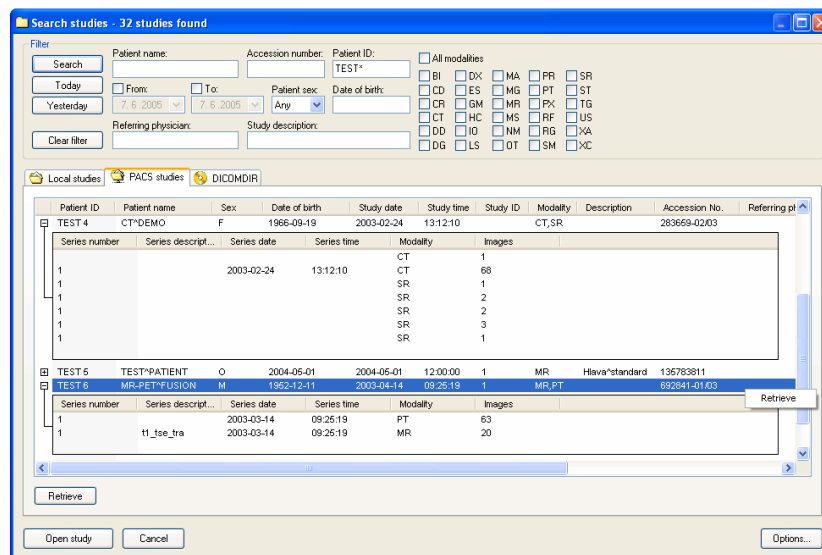 Search studies - 32 studies found
Filter
Patient name: Accession number: Patient ID:
Search TEST* All modalities
Today From: To: Patient sex: Date of birth:
Yesterday 7. 6. 2005 7. 6. 2005 Any
Referring physician: Study description:
Clear filter
BI DX MA PR SR
CD ES MG PT ST
CR GM MR PX TG
CT HC MS RF US
DD IO NM RG XA
DG LS OT SM XC
Local studies PACS studies DICOMDIR
Patient ID Patient name Sex Date of birth Study date Study time Study ID Modality Description Accession No. Referring ph
TEST 4 CT^DEMO F 1966-09-19 2003-02-24 13:12:10 CT,SR 283659-02/03
Series number Series descript... Series date Series time Modality Images
CT 1
1 2003-02-24 13:12:10 CT 68
1 SR 1
1 SR 2
1 SR 2
1 SR 3
1 SR 1
TEST 5 TEST^PATIENT O 2004-05-01 2004-05-01 12:00:00 1 MR Hlava^standard 135783811
TEST 6 MR-PET^FUSION M 1952-12-11 2003-04-14 09:25:19 1 MR,PT 692841-01/03
Retrieve
Series number Series descript... Series date Series time Modality Images
1 2003-03-14 09:25:19 PT 63
1 t1_tse_tra 2003-03-14 09:25:19 MR 20
Retrieve
Open study Cancel Options...